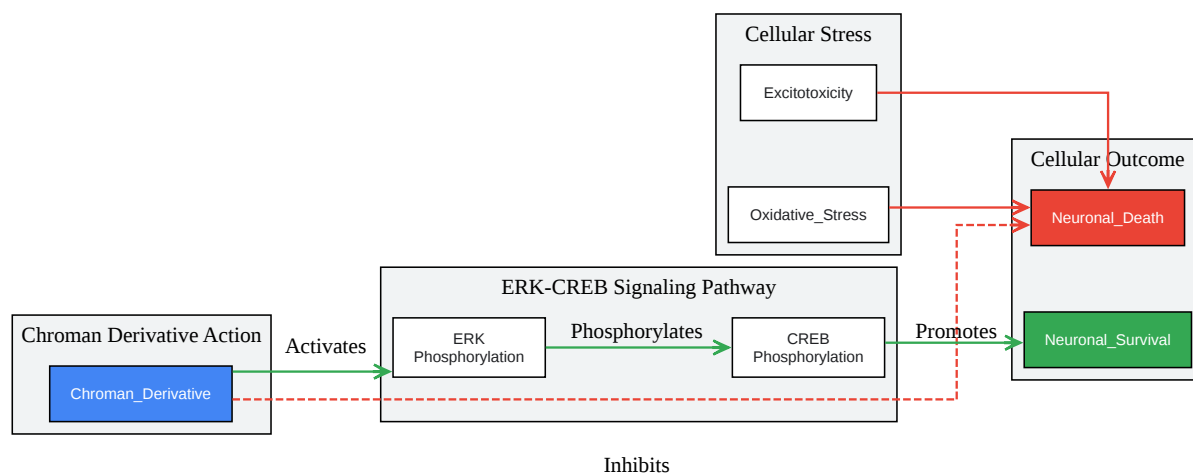 Cellular Stress
Excitotoxicity
Oxidative_Stress
Cellular Outcome
Neuronal_Death
Neuronal_Survival
ERK-CREB Signaling Pathway
ERK
Phosphorylation
Phosphorylates
CREB
Phosphorylation
Promotes
Chroman Derivative Action
Chroman_Derivative
Activates
Inhibits